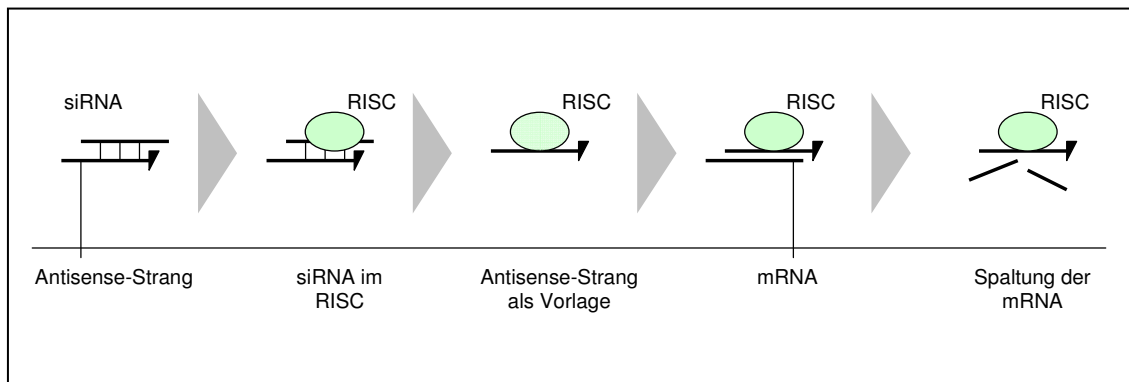 siRNA
RISC
RISC
RISC
RISC
Antisense-Strang
siRNA im
RISC
Antisense-Strang
als Vorlage
mRNA
Spaltung der
mRNA